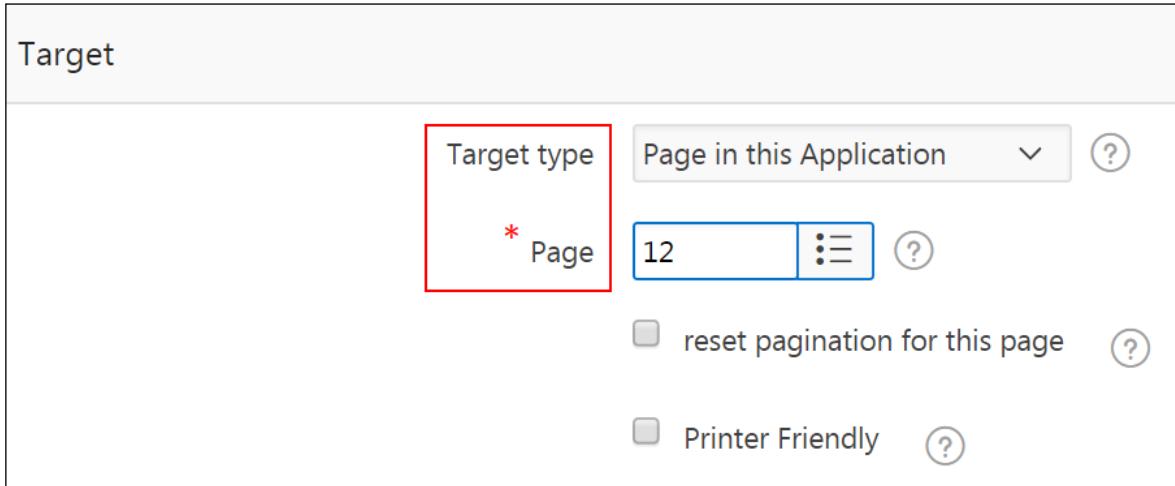 Target
Target type Page in this Application ?
* Page 12 ?
reset pagination for this page ?
Printer Friendly ?